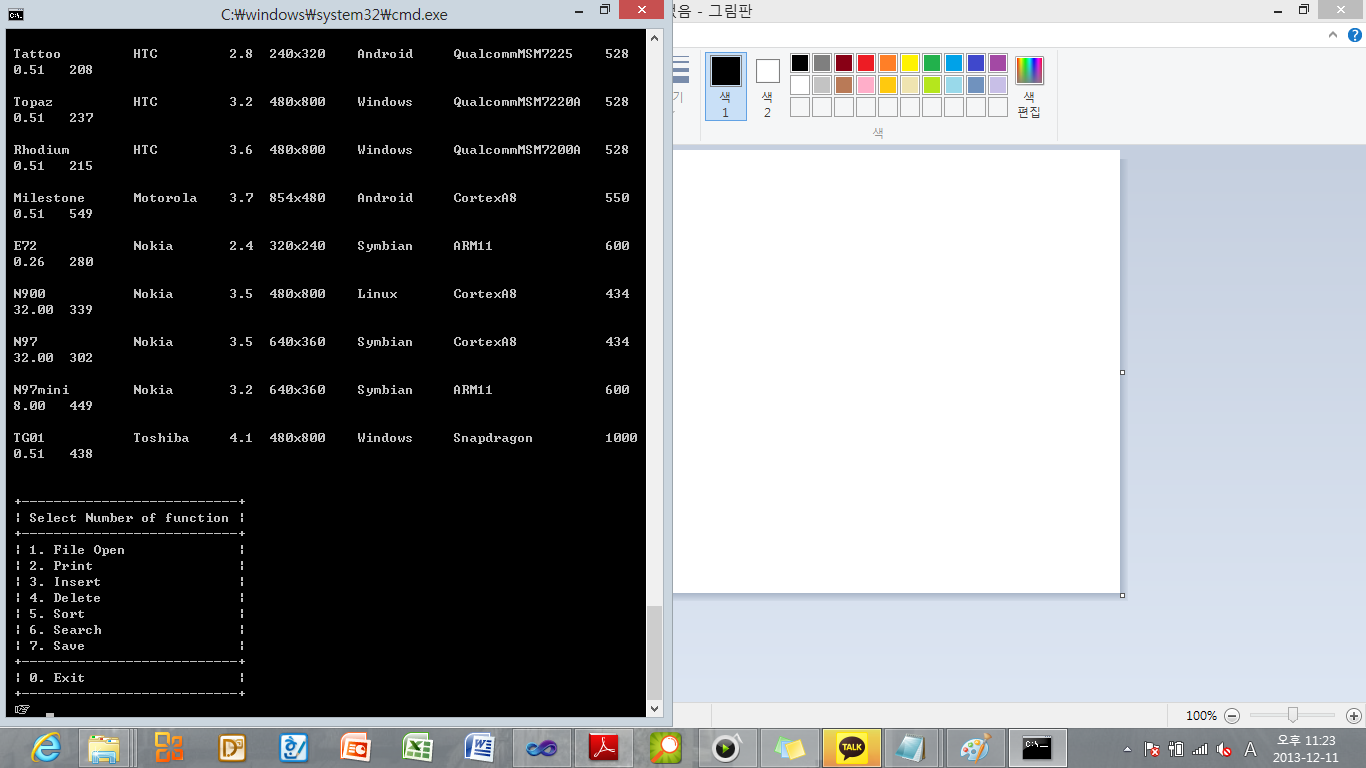 C:\windows\system32\cmd.exe
Tattoo HTC 2.8 240x320 Android QualcommMSM7225 528
0.51 208
Topaz HTC 3.2 480x800 Windows QualcommMSM7220A 528
0.51 237
Rhodium HTC 3.6 480x800 Windows QualcommMSM7200A 528
0.51 215
Milestone Motorola 3.7 854x480 Android CortexA8 550
0.51 549
E72 Nokia 2.4 320x240 Symbian ARM11 600
0.26 280
N900 Nokia 3.5 480x800 Linux CortexA8 434
32.00 339
N97 Nokia 3.5 640x360 Symbian CortexA8 434
32.00 302
N97mini Nokia 3.2 640x360 Symbian ARM11 600
8.00 449
TG01 Toshiba 4.1 480x800 Windows Snapdragon 1000
0.51 438
+---------------------------+
| Select Number of function |
+---------------------------+
| 1. File Open |
| 2. Print |
| 3. Insert |
| 4. Delete |
| 5. Sort |
| 6. Search |
| 7. Save |
+---------------------------+
| 0. Exit |
+---------------------------+
☞
없음 - 그림판
기
색
1
색
2
색
편집
색
100%
TALK
A
오후 11:23
2013-12-11